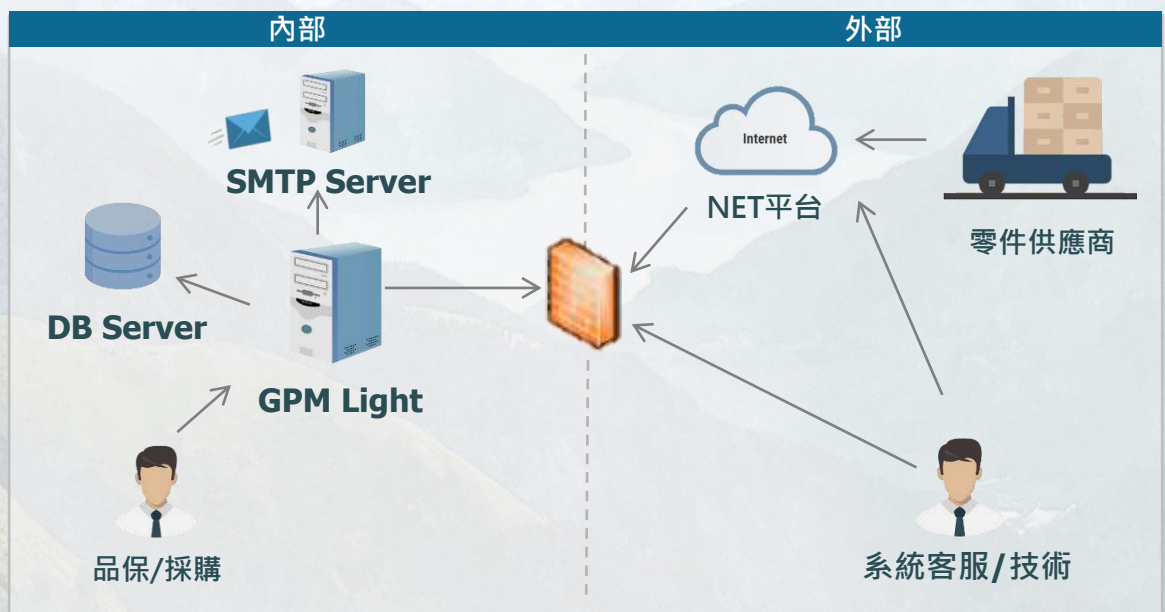 內部
外部
Internet
SMTP Server
NET平台
零件供應商
DB Server
GPM Light
品保/採購
系統客服/技術